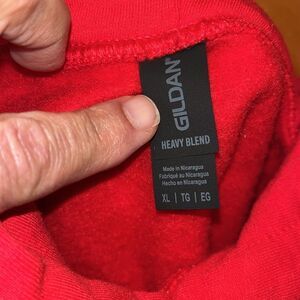 GILDAN
HEAVY BLEND
Made in Nicaragua
Fabriqué au Nicaragua
Hecho en Nicaragua
XL | TG | EG